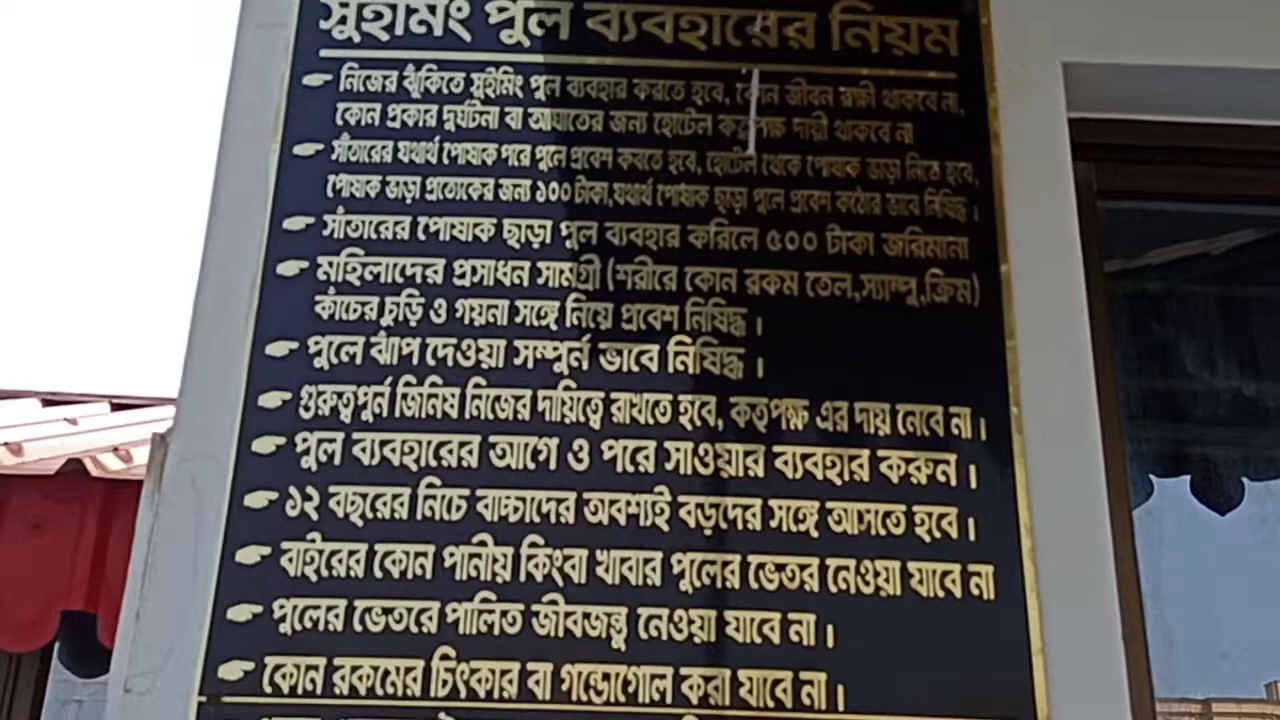 সুইমিং পুল ব্যবহারের নিয়ম
নিজের ঝুঁকিতে সুইমিং পুল ব্যবহার করতে হবে, কোন জীবন রক্ষী থাকবে না,
কোন প্রকার দুর্ঘটনা বা আঘাতের জন্য হোটেল কতৃপক্ষ দায়ী থাকবে না
সাঁতারের যথার্থ পোষাক পরে পুলে প্রবেশ করতে হবে, হোটেল থেকে পোষাক ভাড়া নিতে হবে,
পোষাক ভাড়া প্রত্যেকের জন্য ১০০ টাকা,যথার্থ পোষাক ছাড়া পুলে প্রবেশ কঠোর ভাবে নিষিদ্ধ।
সাঁতারের পোষাক ছাড়া পুল ব্যবহার করিলে ৫০০ টাকা জরিমানা
মহিলাদের প্রসাধন সামগ্রী (শরীরে কোন রকম তেল,স্যাম্পু,ক্রিম)
কাঁচের চুড়ি ও গয়না সঙ্গে নিয়ে প্রবেশ নিষিদ্ধ।
পুলে ঝাঁপ দেওয়া সম্পুর্ন ভাবে নিষিদ্ধ।
গুরুত্বপুর্ন জিনিষ নিজের দায়িত্বে রাখতে হবে, কতৃপক্ষ এর দায় নেবে না।
পুল ব্যবহারের আগে ও পরে সাওয়ার ব্যবহার করুন।
১২ বছরের নিচে বাচ্চাদের অবশ্যই বড়দের সঙ্গে আসতে হবে।
বাইরের কোন পানীয় কিংবা খাবার পুলের ভেতর নেওয়া যাবে না
পুলের ভেতরে পালিত জীবজন্তু নেওয়া যাবে না।
কোন রকমের চিৎকার বা গন্ডোগোল করা যাবে না।